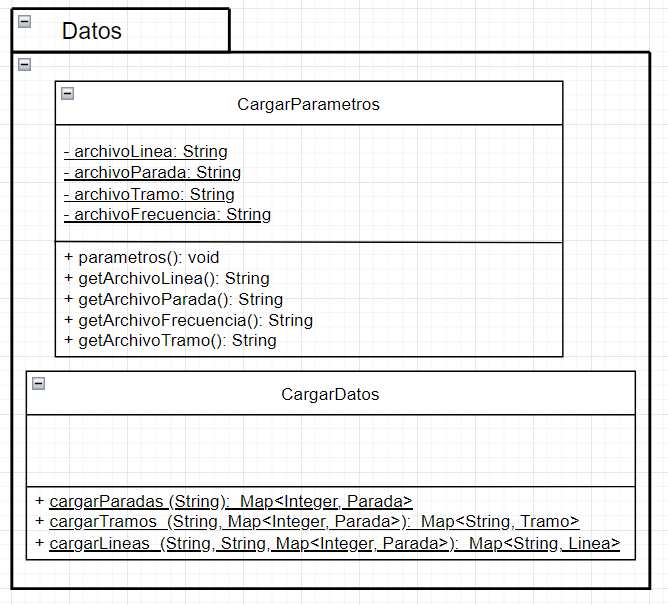 Datos
CargarParametros
- archivoLinea: String
- archivoParada: String
- archivoTramo: String
- archivoFrecuencia: String
+ parametros(): void
+ getArchivoLinea(): String
+ getArchivoParada(): String
+ getArchivoFrecuencia(): String
+ getArchivoTramo(): String
CargarDatos
+ cargarParadas (String): Map<Integer, Parada>
+ cargarTramos (String, Map<Integer, Parada>): Map<String, Tramo>
+ cargarLineas (String, String, Map<Integer, Parada>): Map<String, Linea>